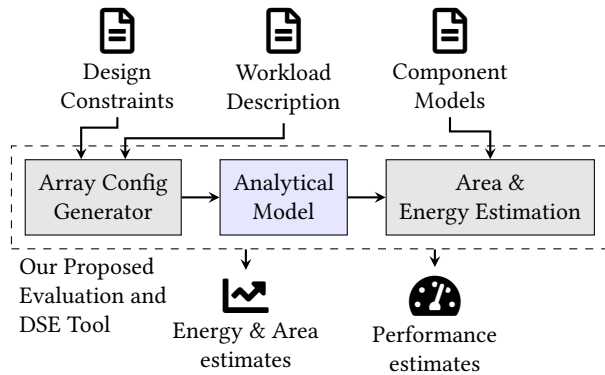 Design
Constraints
Workload
Description
Component
Models
Array Config
Generator
Analytical
Model
Area &
Energy Estimation
Our Proposed
Evaluation and
DSE Tool
Energy & Area
estimates
Performance
estimates